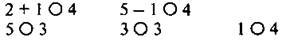 2 + 1 ○ 4 5 – 1 ○ 4
5 ○ 3 3 ○ 3 1 ○ 4